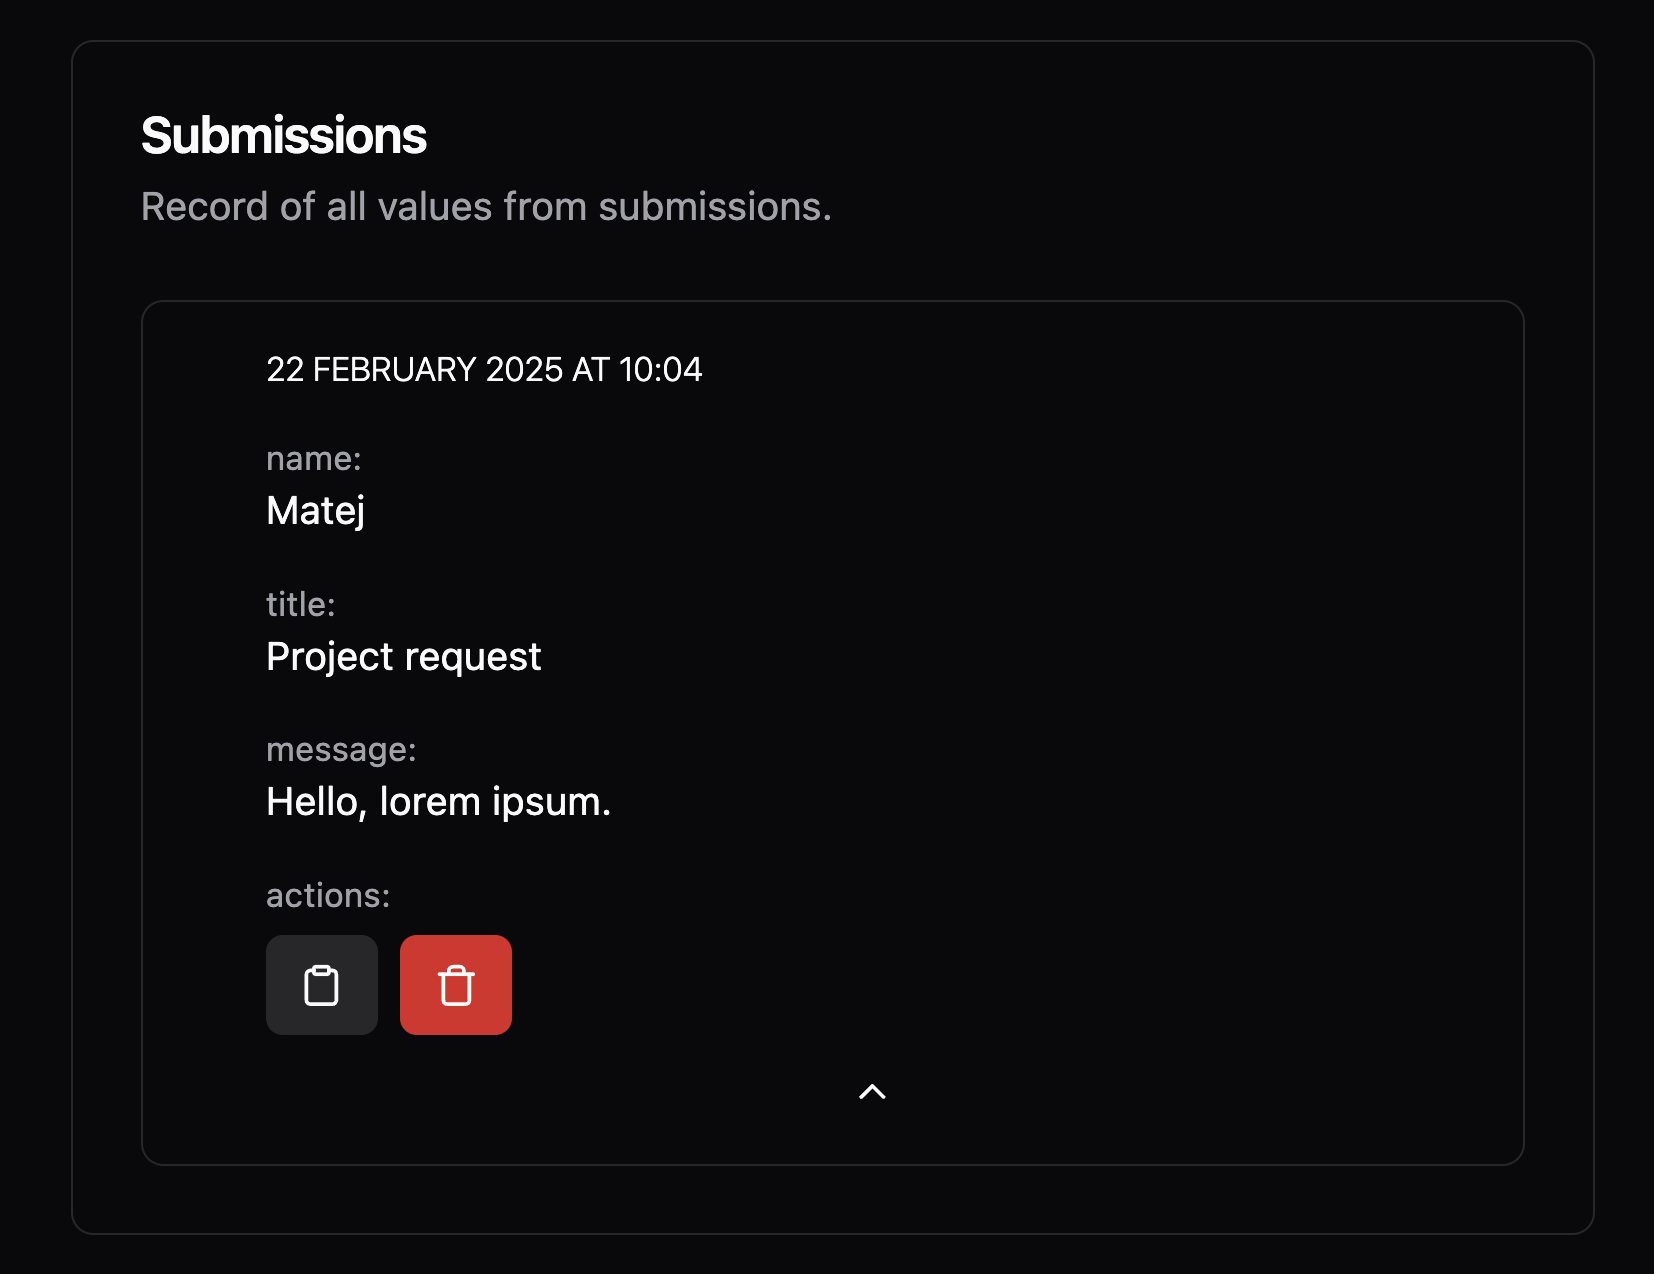 Submissions
Record of all values from submissions.
22 FEBRUARY 2025 AT 10:04
name:
Matej
title:
Project request
message:
Hello, lorem ipsum.
actions: